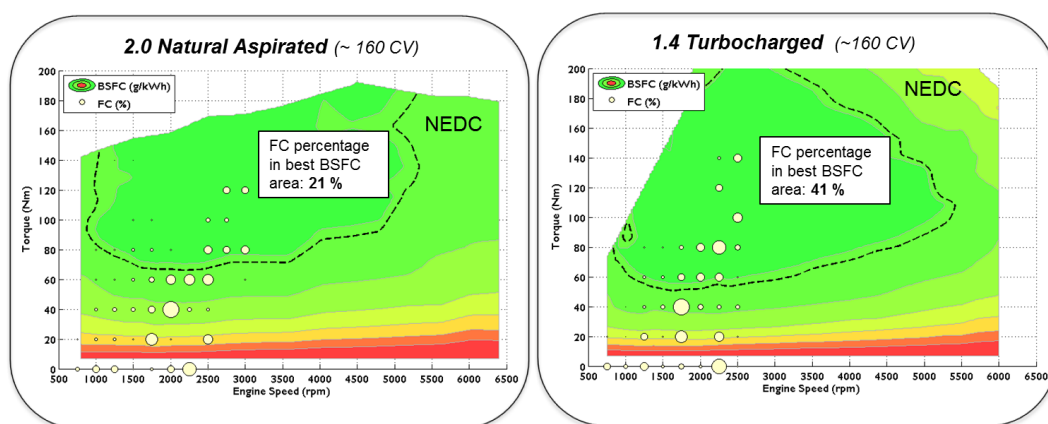 2.0 Natural Aspirated (~ 160 CV)
200
180
160
140
120
100
80
60
40
20
0
Torque (Nm)
BSFC (g/kWh)
FC (%)
NEDC
FC percentage
in best BSFC
area: 21 %
500 1000 1500 2000 2500 3000 3500 4000 4500 5000 5500 6000 6500
Engine Speed (rpm)
1.4 Turbocharged (~160 CV)
200
180
160
140
120
100
80
60
40
20
0
Torque (Nm)
BSFC (g/kWh)
FC (%)
NEDC
FC percentage
in best BSFC
area: 41 %
500 1000 1500 2000 2500 3000 3500 4000 4500 5000 5500 6000 6500
Engine Speed (rpm)